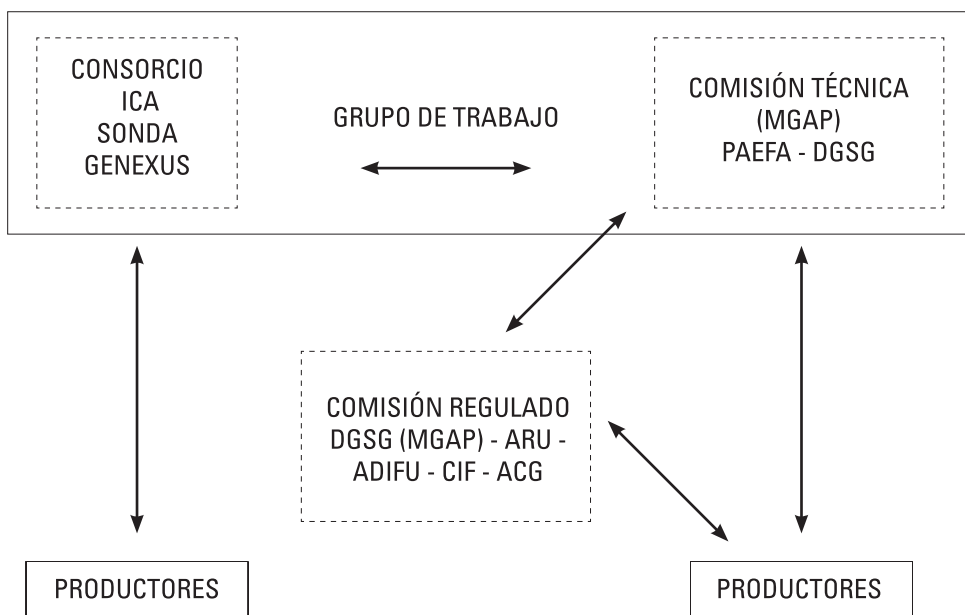 CONSORCIO
ICA
SONDA
GENEXUS
GRUPO DE TRABAJO
COMISIÓN TÉCNICA
(MGAP)
PAEFA - DGSG
COMISIÓN REGULADO
DGSG (MGAP) - ARU -
ADIFU - CIF - ACG
PRODUCTORES
PRODUCTORES